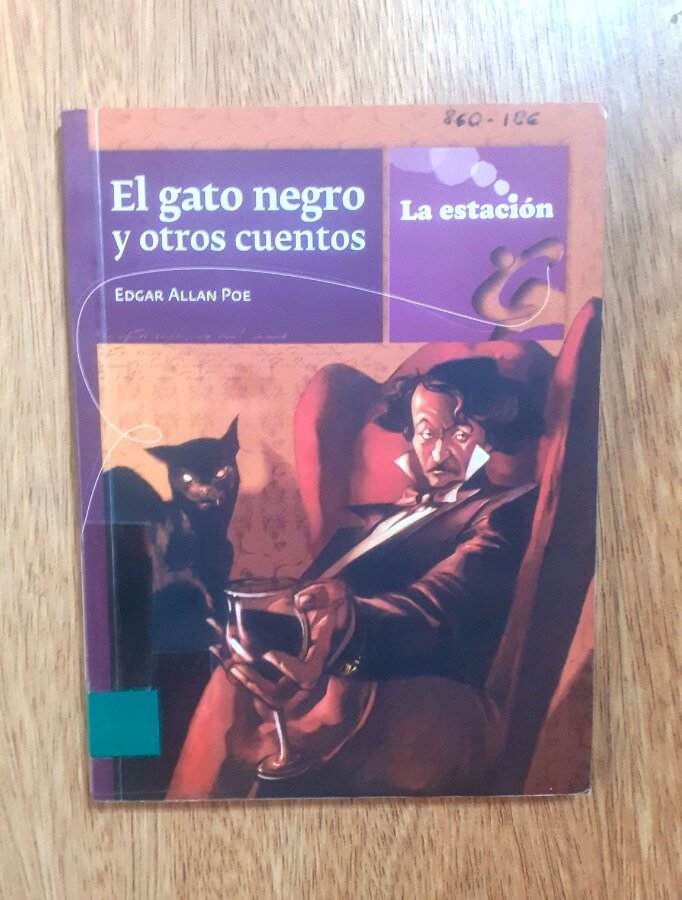 860-186
El gato negro
y otros cuentos
EDGAR ALLAN POE
La estación